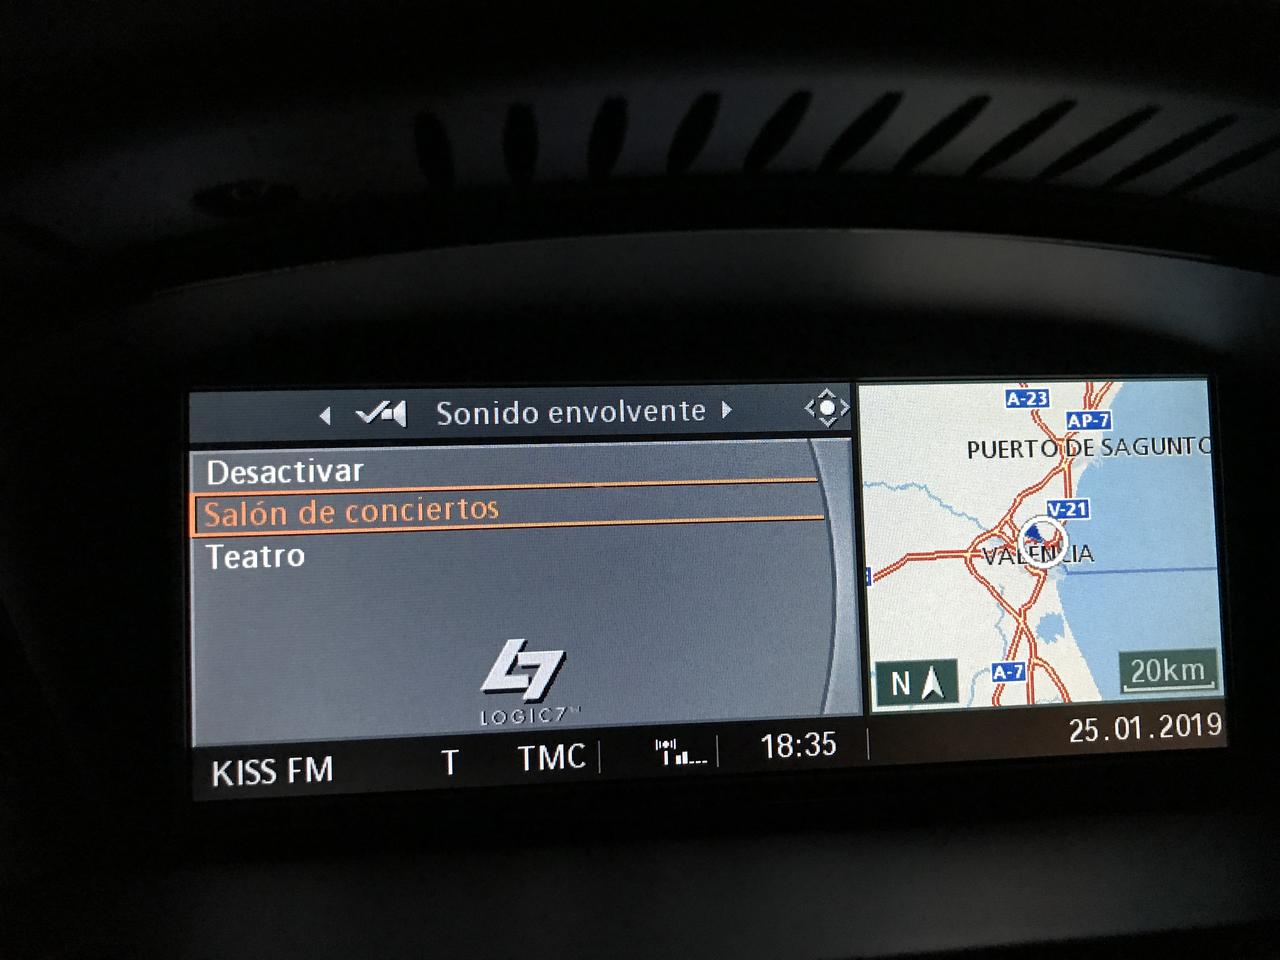 Sonido envolvente
Desactivar
Salón de conciertos
Teatro
LOGIC7™
KISS FM T TMC 18:35
A-23
AP-7
PUERTO DE SAGUNTO
V-21
VALENCIA
A-7
N
20km
25.01.2019